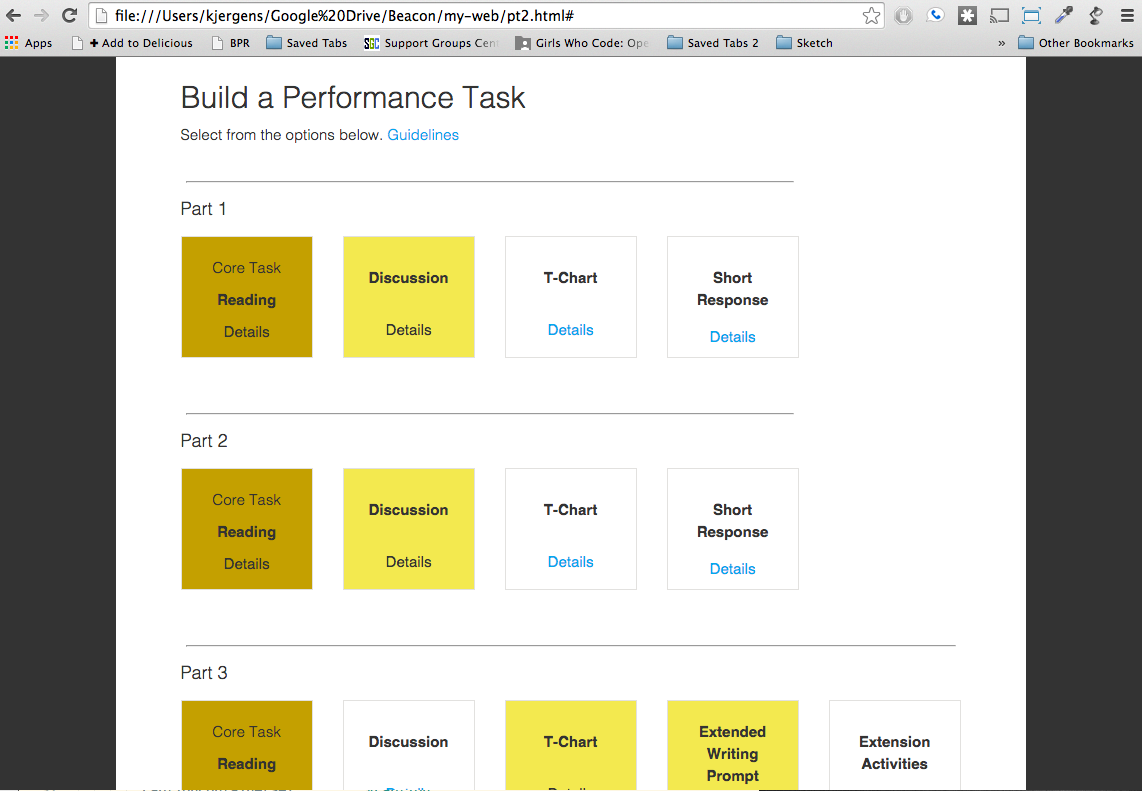 file:///Users/kjergens/Google%20Drive/Beacon/my-web/pt2.html#
Apps + Add to Delicious BPR Saved Tabs SGC Support Groups Cent Girls Who Code: Ope Saved Tabs 2 Sketch » Other Bookmarks
Build a Performance Task
Select from the options below. Guidelines
Part 1
Core Task
Reading
Details
Discussion
Details
T-Chart
Details
Short
Response
Details
Part 2
Core Task
Reading
Details
Discussion
Details
T-Chart
Details
Short
Response
Details
Part 3
Core Task
Reading
Discussion
T-Chart
Details
Extended
Writing
Prompt
Extension
Activities